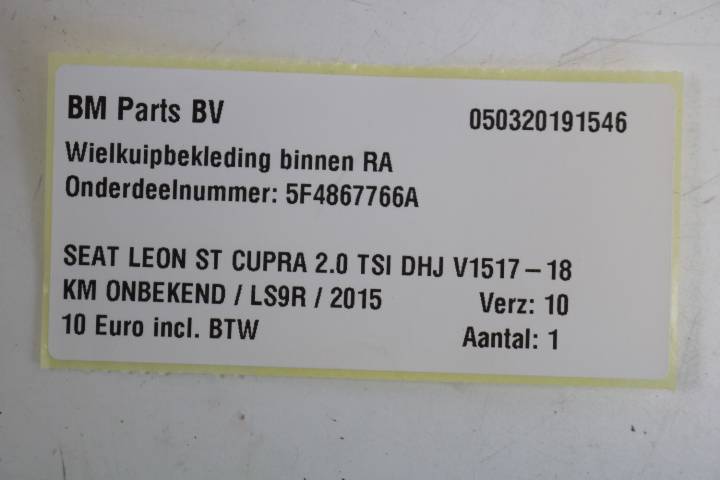 BM Parts BV 050320191546
Wielkuipbekleding binnen RA
Onderdeelnummer: 5F4867766A
SEAT LEON ST CUPRA 2.0 TSI DHJ V1517-18
KM ONBEKEND / LS9R / 2015 Verz: 10
10 Euro incl. BTW Aantal: 1